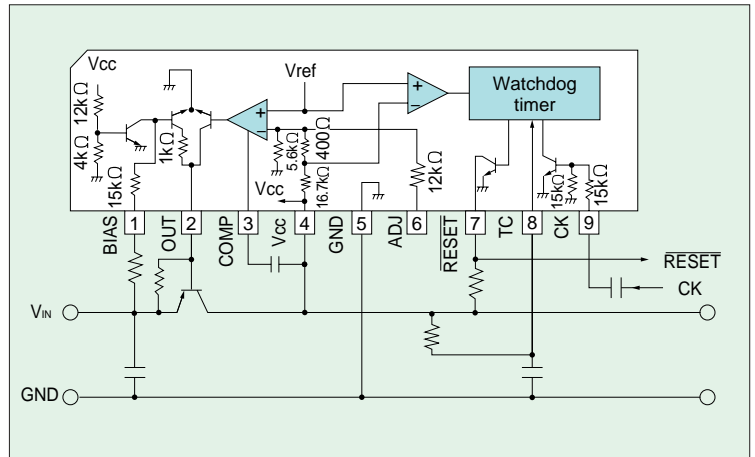 Vcc
Vref
Watchdog
timer
12kΩ
4kΩ
15kΩ
1kΩ
5.6kΩ
400Ω
16.7kΩ
Vcc
12kΩ
15kΩ
15kΩ
1
2
3
4
5
6
7
8
9
BIAS
OUT
COMP
Vcc
GND
ADJ
RESET
TC
CK
RESET
CK
VIN
GND
+
−
+
−